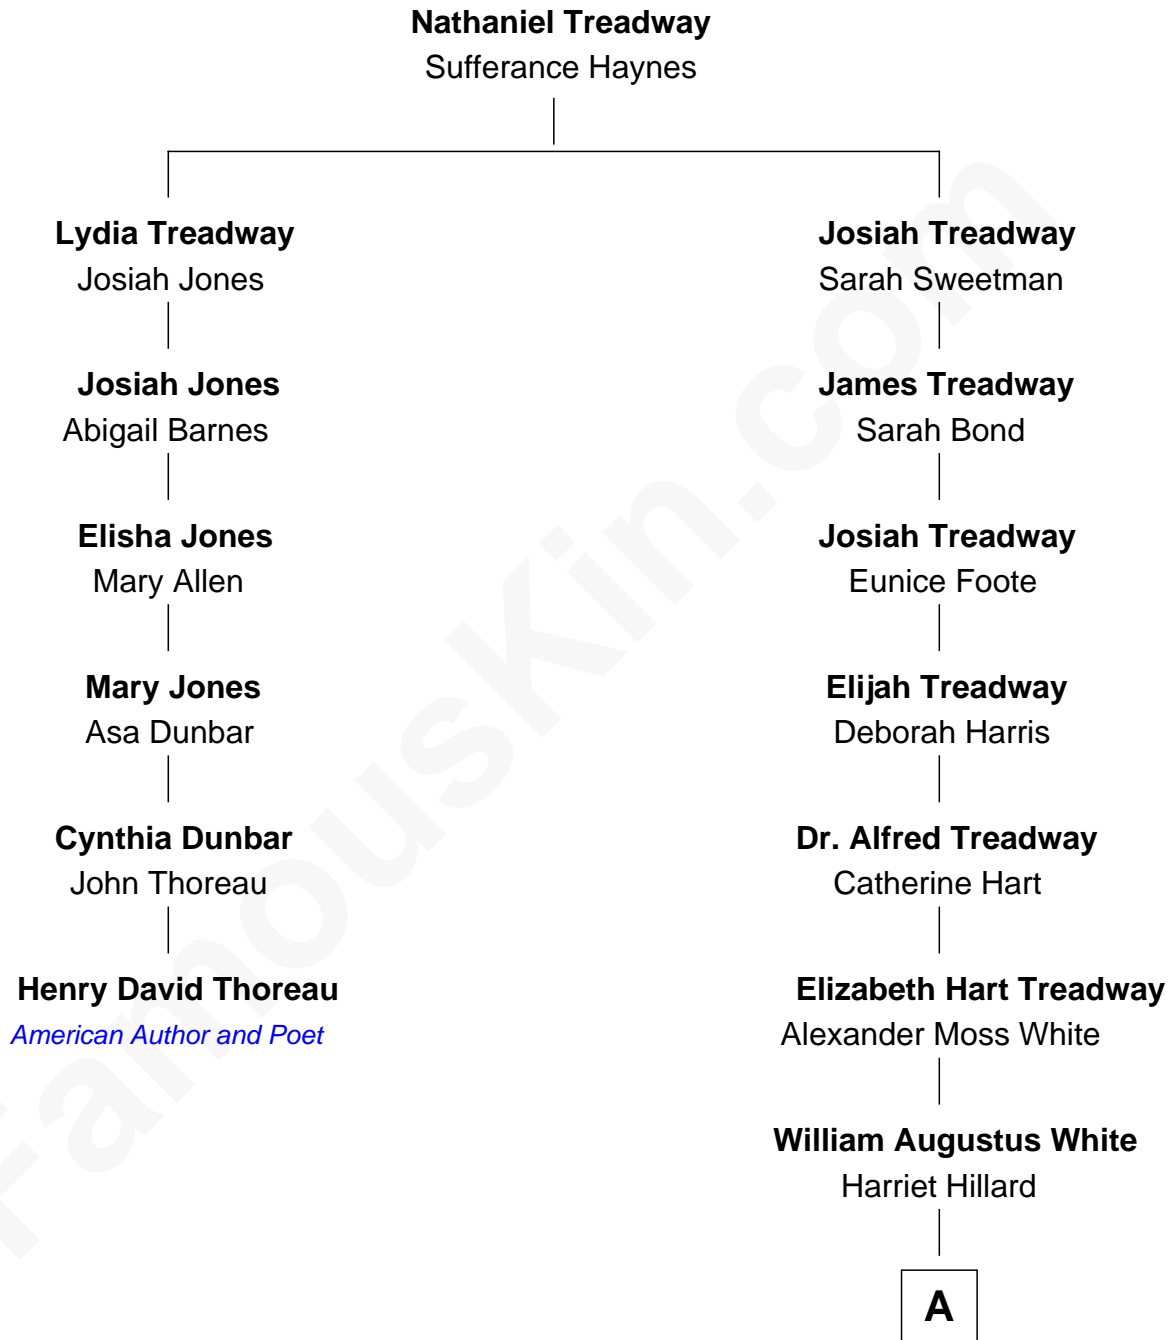 Nathaniel Treadway
Sufferance Haynes
Lydia Treadway
Josiah Jones
Josiah Treadway
Sarah Sweetman
Josiah Jones
Abigail Barnes
James Treadway
Sarah Bond
Elisha Jones
Mary Allen
Josiah Treadway
Eunice Foote
Mary Jones
Asa Dunbar
Elijah Treadway
Deborah Harris
Cynthia Dunbar
John Thoreau
Dr. Alfred Treadway
Catherine Hart
Henry David Thoreau
American Author and Poet
Elizabeth Hart Treadway
Alexander Moss White
William Augustus White
Harriet Hillard
A
FamousKin.com